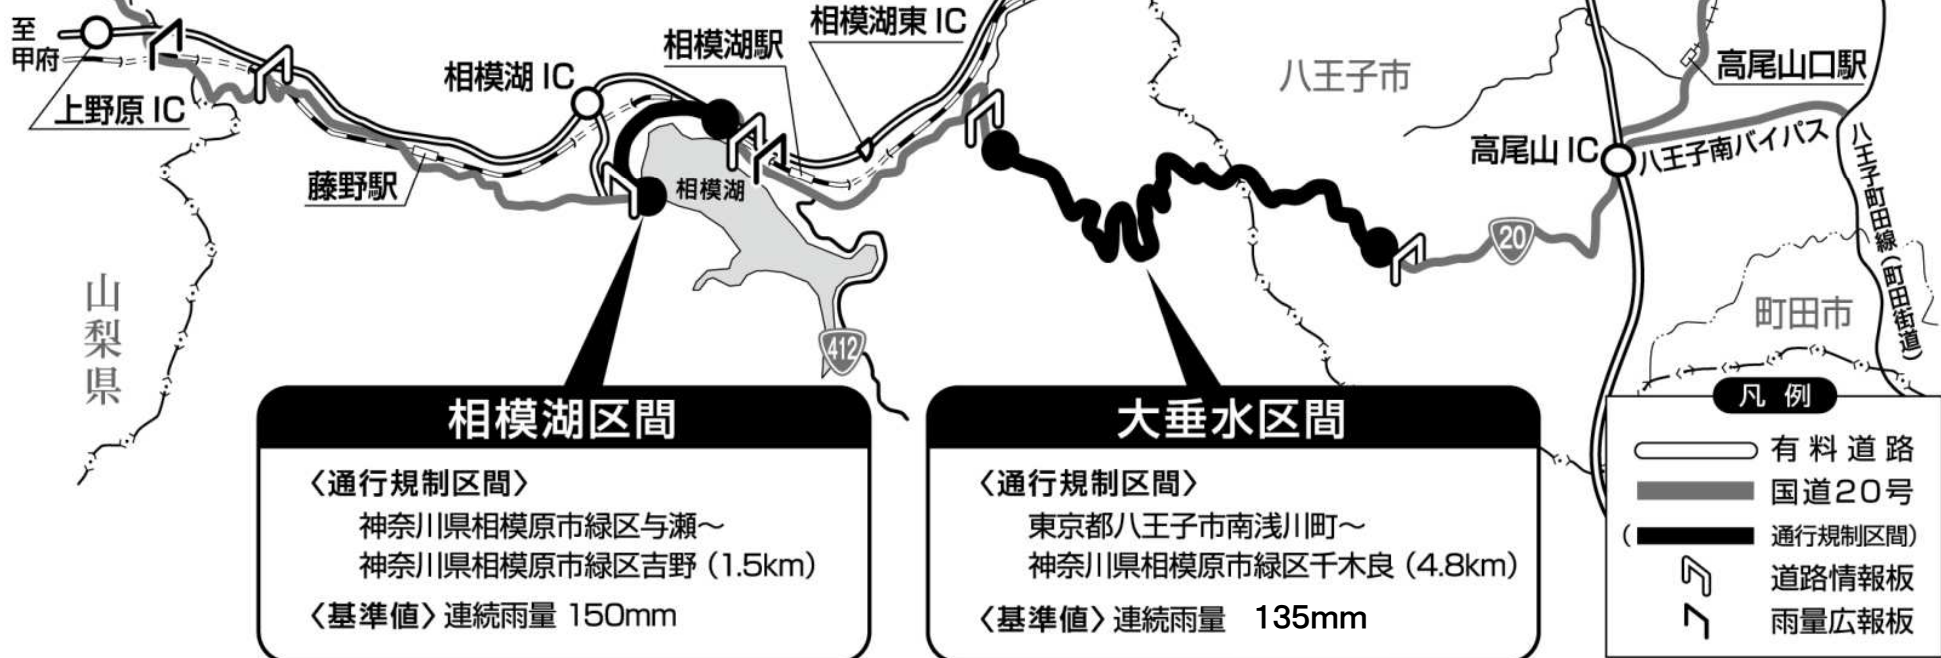 至
甲府
上野原 IC
藤野駅
相模湖 IC
相模湖駅
相模湖東 IC
相模湖
八王子市
高尾山口駅
高尾山 IC
八王子南バイパス
八王子町田線(町田街道)
20
町田市
山梨県
412
相模湖区間
〈通行規制区間〉
神奈川県相模原市緑区与瀬～
神奈川県相模原市緑区吉野 (1.5km)
〈基準値〉連続雨量 150mm
大垂水区間
〈通行規制区間〉
東京都八王子市南浅川町～
神奈川県相模原市緑区千木良 (4.8km)
〈基準値〉連続雨量 135mm
凡 例
有料道路
国道20号
( 通行規制区間)
道路情報板
雨量広報板